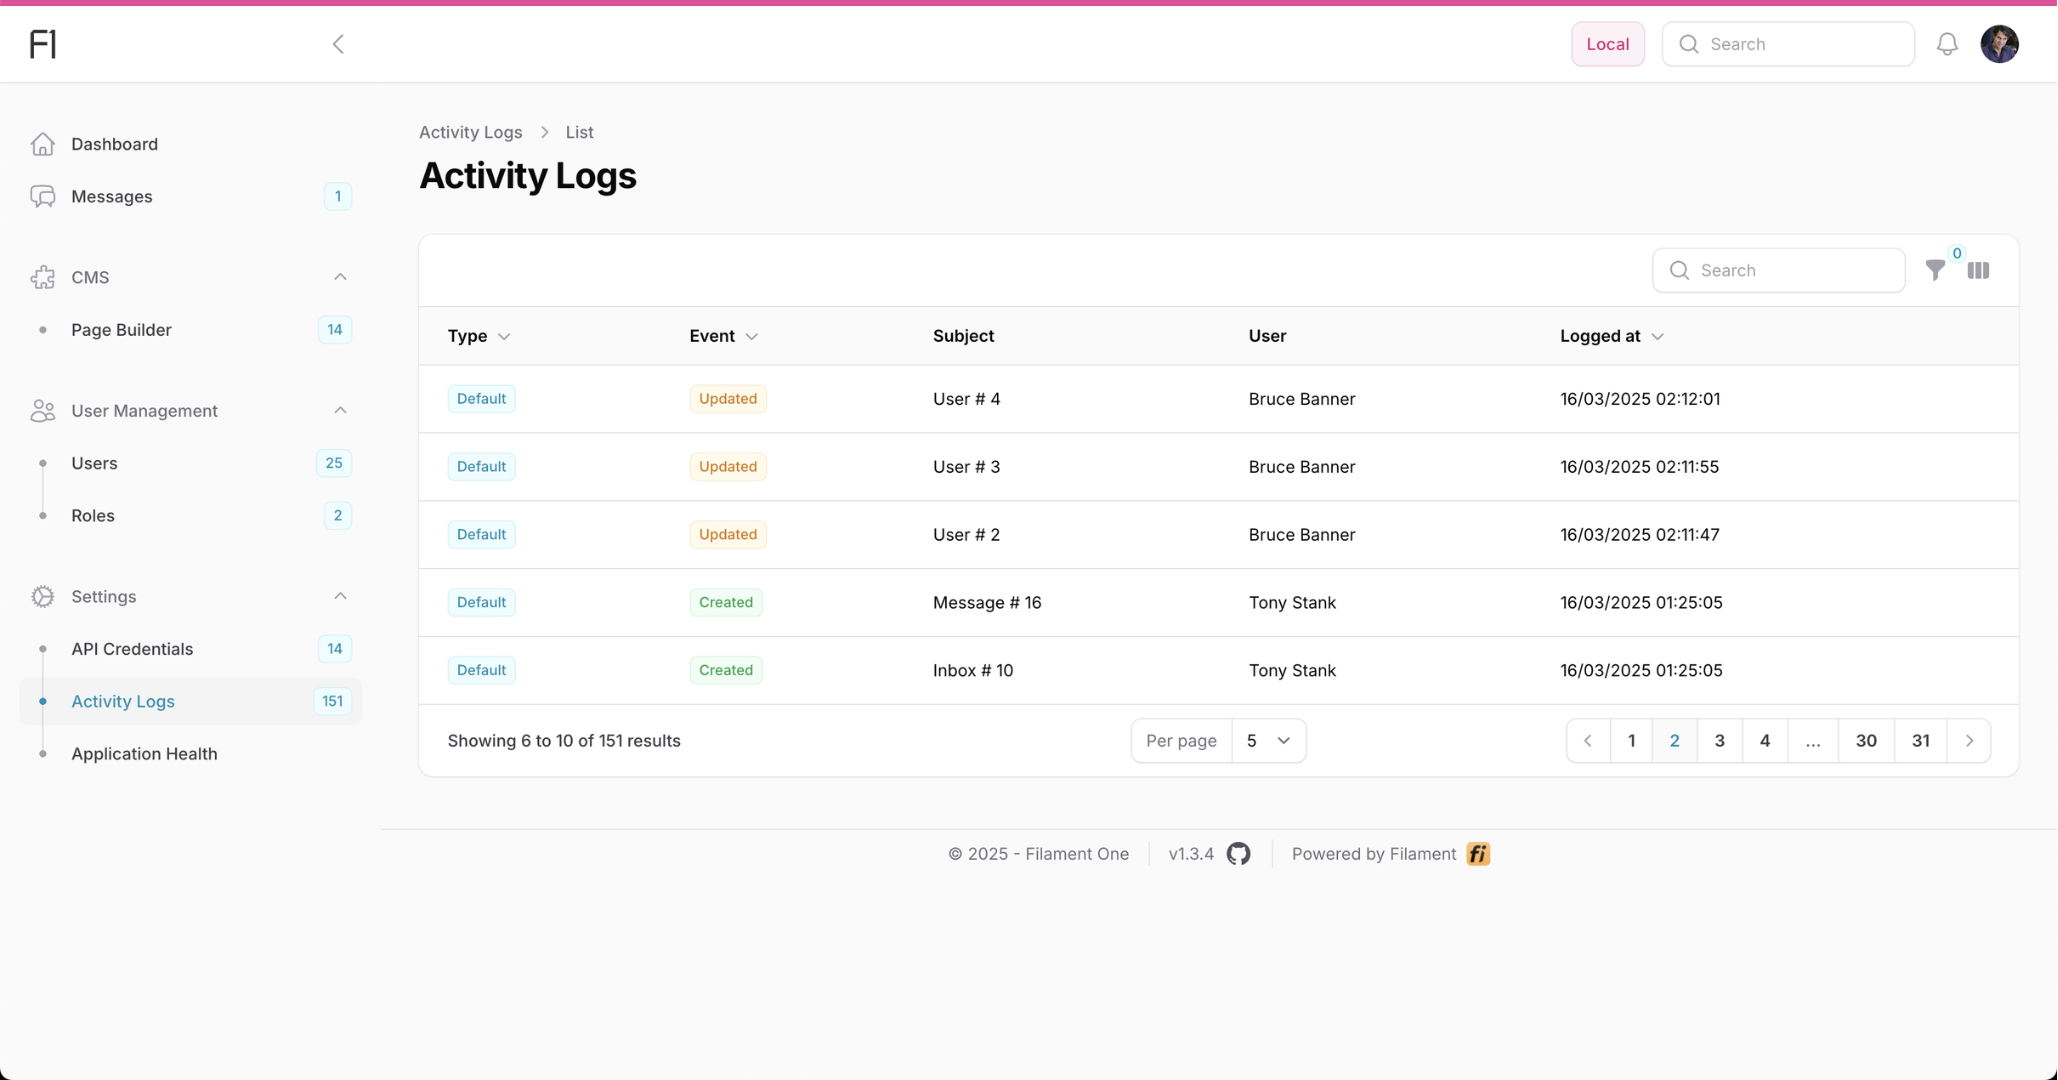 F1
Local
Search
Dashboard
Messages 1
CMS
Page Builder 14
User Management
Users 25
Roles 2
Settings
API Credentials 14
Activity Logs 151
Application Health
Activity Logs > List
Activity Logs
Search
0
Type Event Subject User Logged at
Default Updated User # 4 Bruce Banner 16/03/2025 02:12:01
Default Updated User # 3 Bruce Banner 16/03/2025 02:11:55
Default Updated User # 2 Bruce Banner 16/03/2025 02:11:47
Default Created Message # 16 Tony Stank 16/03/2025 01:25:05
Default Created Inbox # 10 Tony Stank 16/03/2025 01:25:05
Showing 6 to 10 of 151 results Per page 5 1 2 3 4 ... 30 31
© 2025 - Filament One v1.3.4 Powered by Filament fi